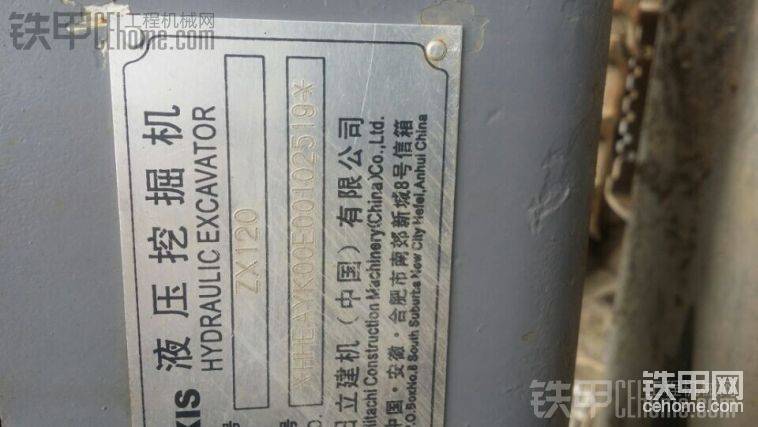 铁甲 工程机械网
CEhome.com
XIS 液压挖掘机
HYDRAULIC EXCAVATOR
号 ZX120
号
O.
日立建机（中国）有限公司
Hitachi Construction Machinery(China)Co.,Ltd.
中国·安徽·合肥市南郊新城8号信箱
P.O.Box No.8 South Suburbs New City Hefei,Anhui China
铁甲网
cehome.com